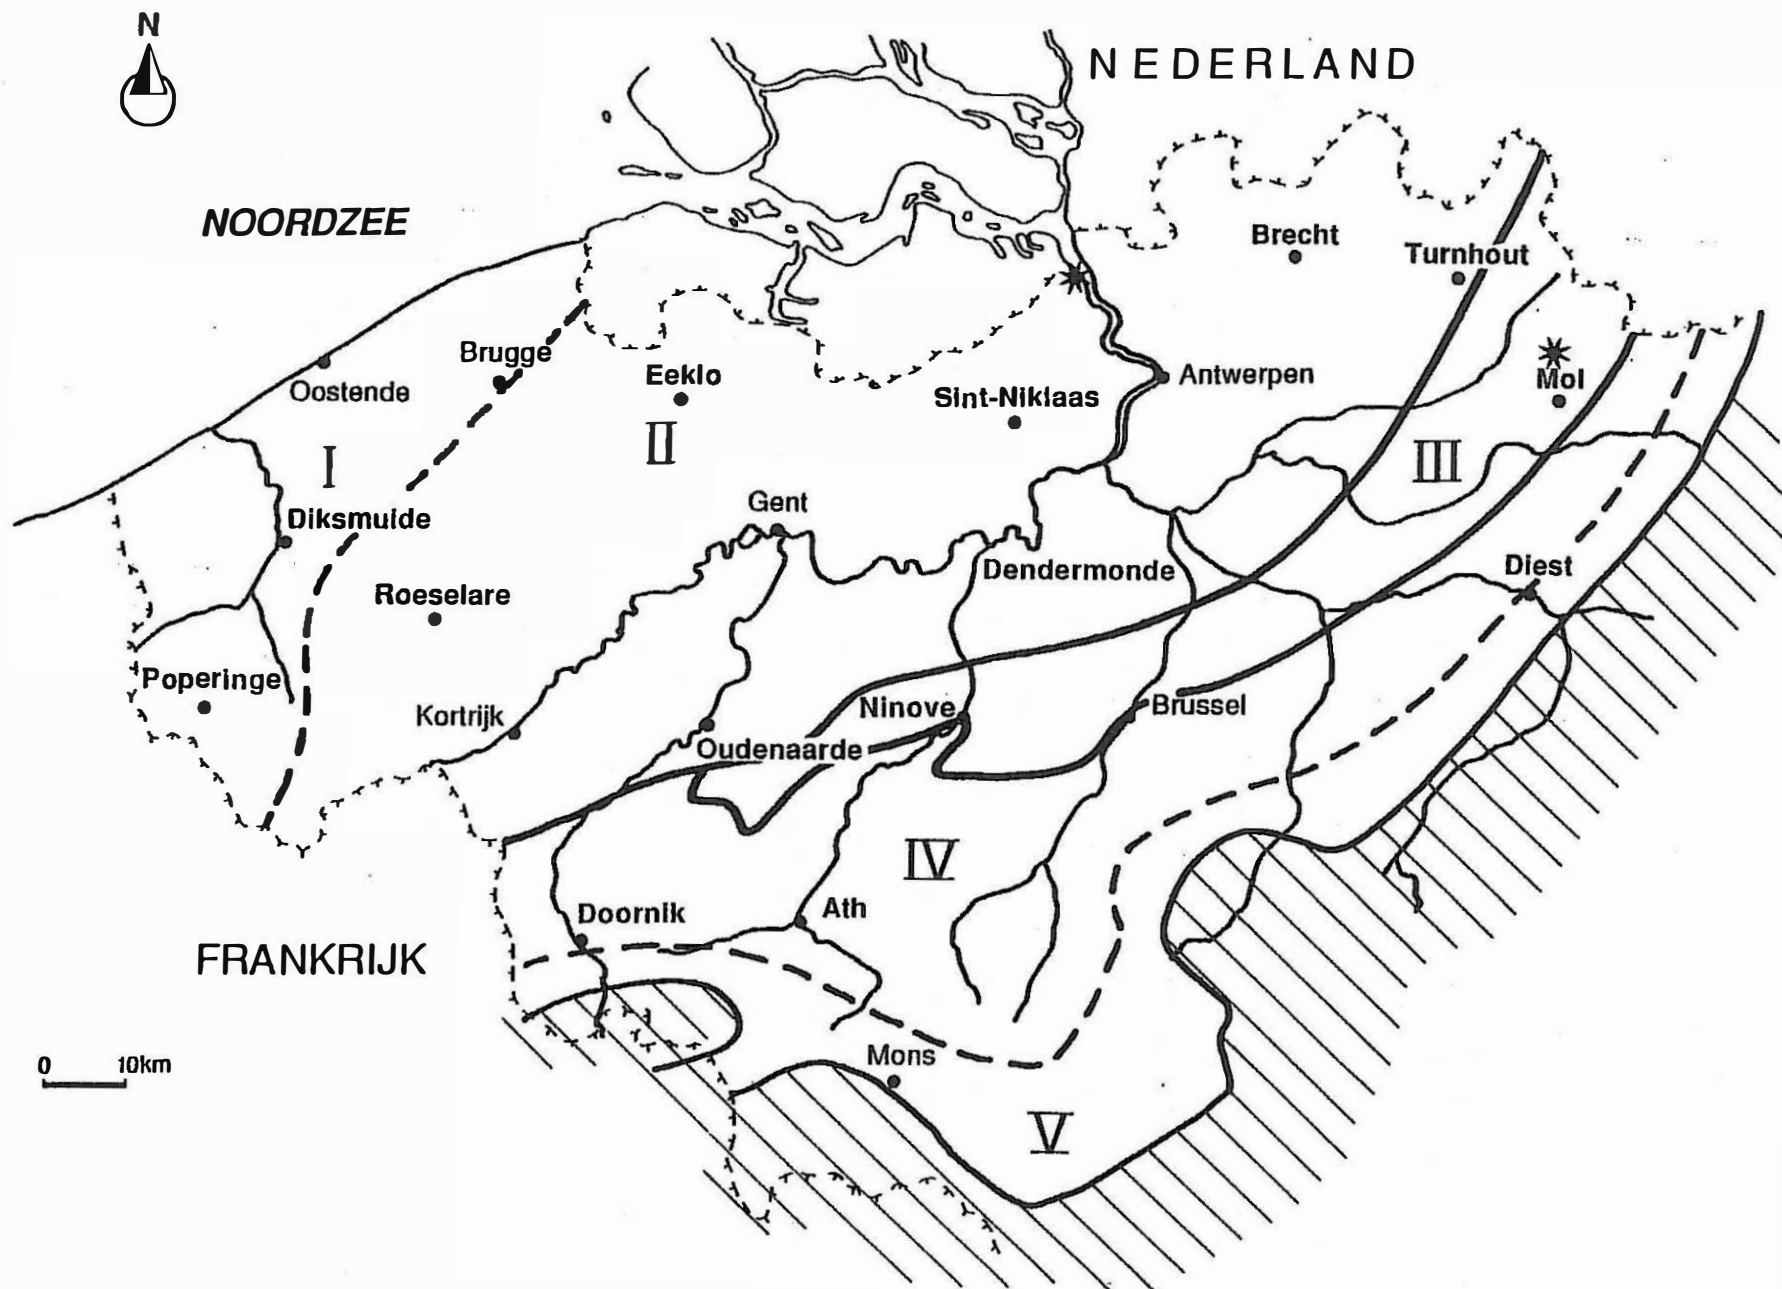 N
NEDERLAND
NOORDZEE
Brecht
Turnhout
Brugge
Oostende
Eeklo
Sint-Niklaas
Antwerpen
Mol
I
II
III
Gent
Diksmuide
Dendermonde
Diest
Roeselare
Poperinge
Kortrijk
Ninove
Brussel
Oudenaarde
IV
Doornik
Ath
FRANKRIJK
Mons
0 10km
V